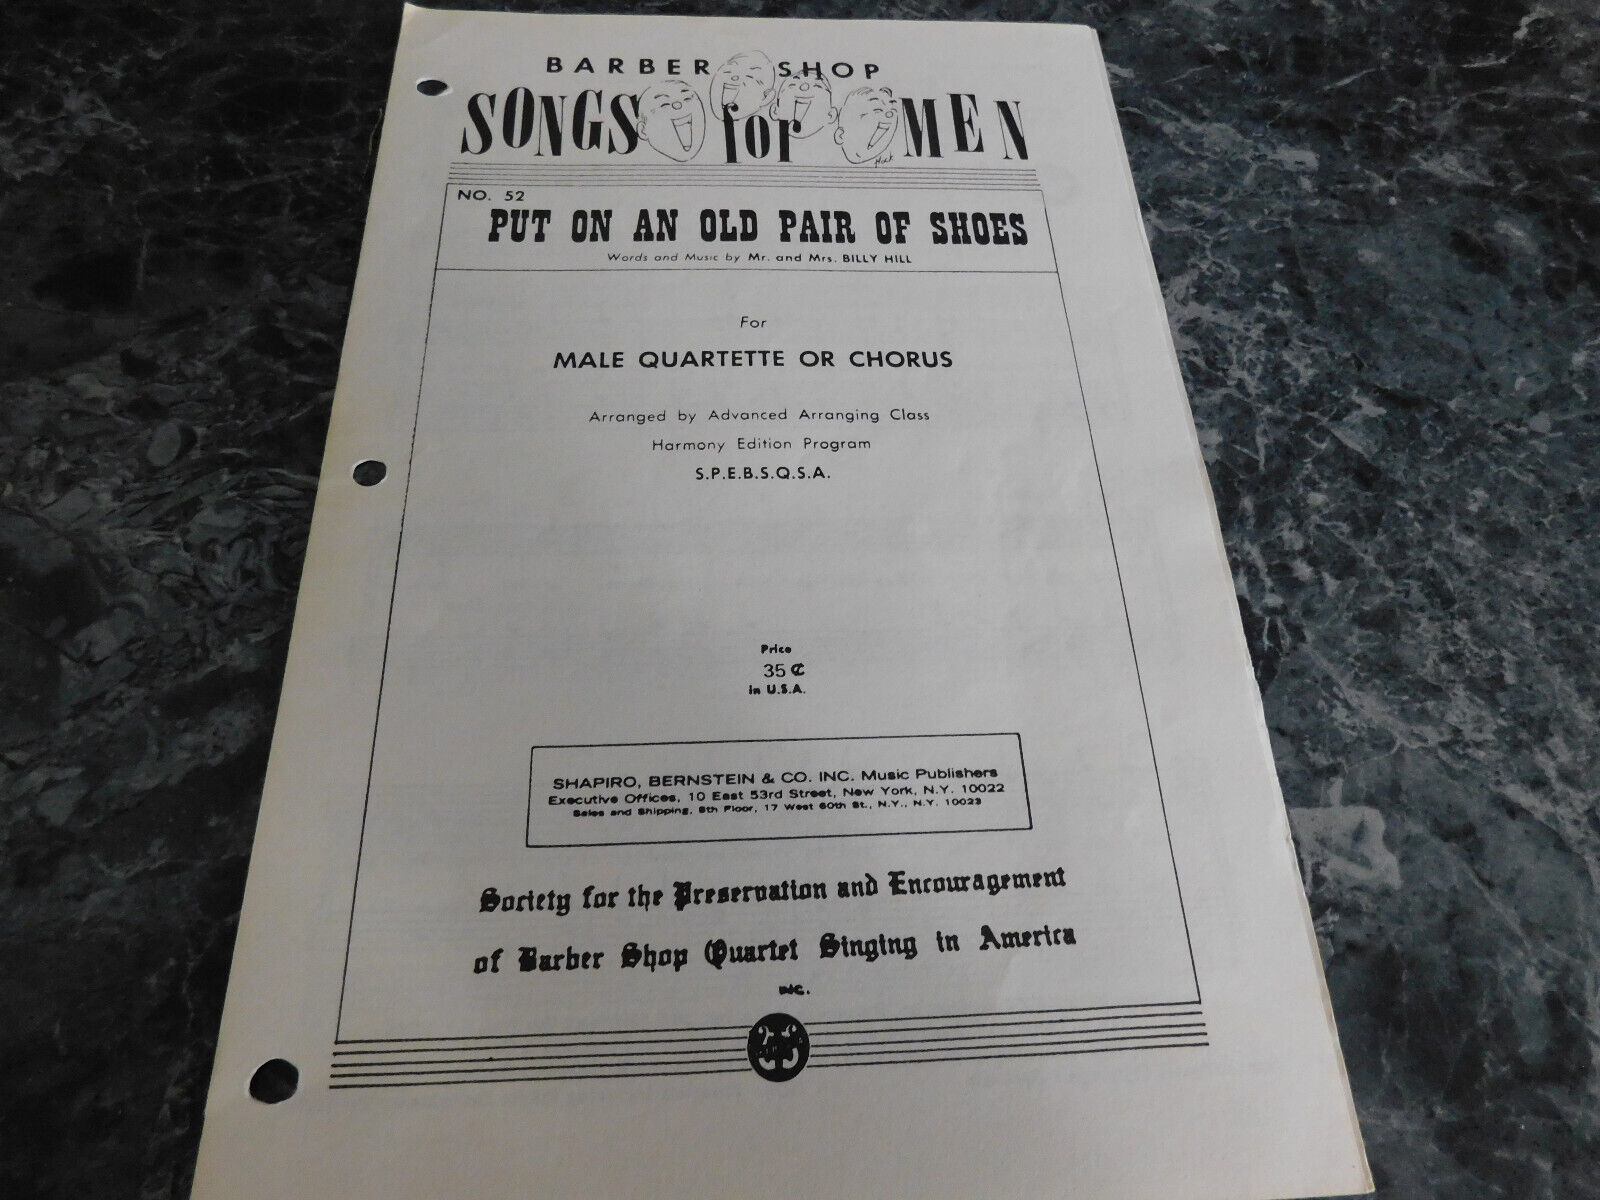 BARBER SHOP
SONGS for MEN
NO. 52
PUT ON AN OLD PAIR OF SHOES
Words and Music by Mr. and Mrs. BILLY HILL
For
MALE QUARTETTE OR CHORUS
Arranged by Advanced Arranging Class
Harmony Edition Program
S.P.E.B.S.Q.S.A.
Price
35 ¢
in U.S.A.
SHAPIRO, BERNSTEIN & CO. INC. Music Publishers
Executive Offices, 10 East 53rd Street, New York, N.Y. 10022
Sales and Shipping, 8th Floor, 17 West 60th St., N.Y., N.Y. 10023
Society for the Preservation and Encouragement
of Barber Shop Quartet Singing in America
INC.